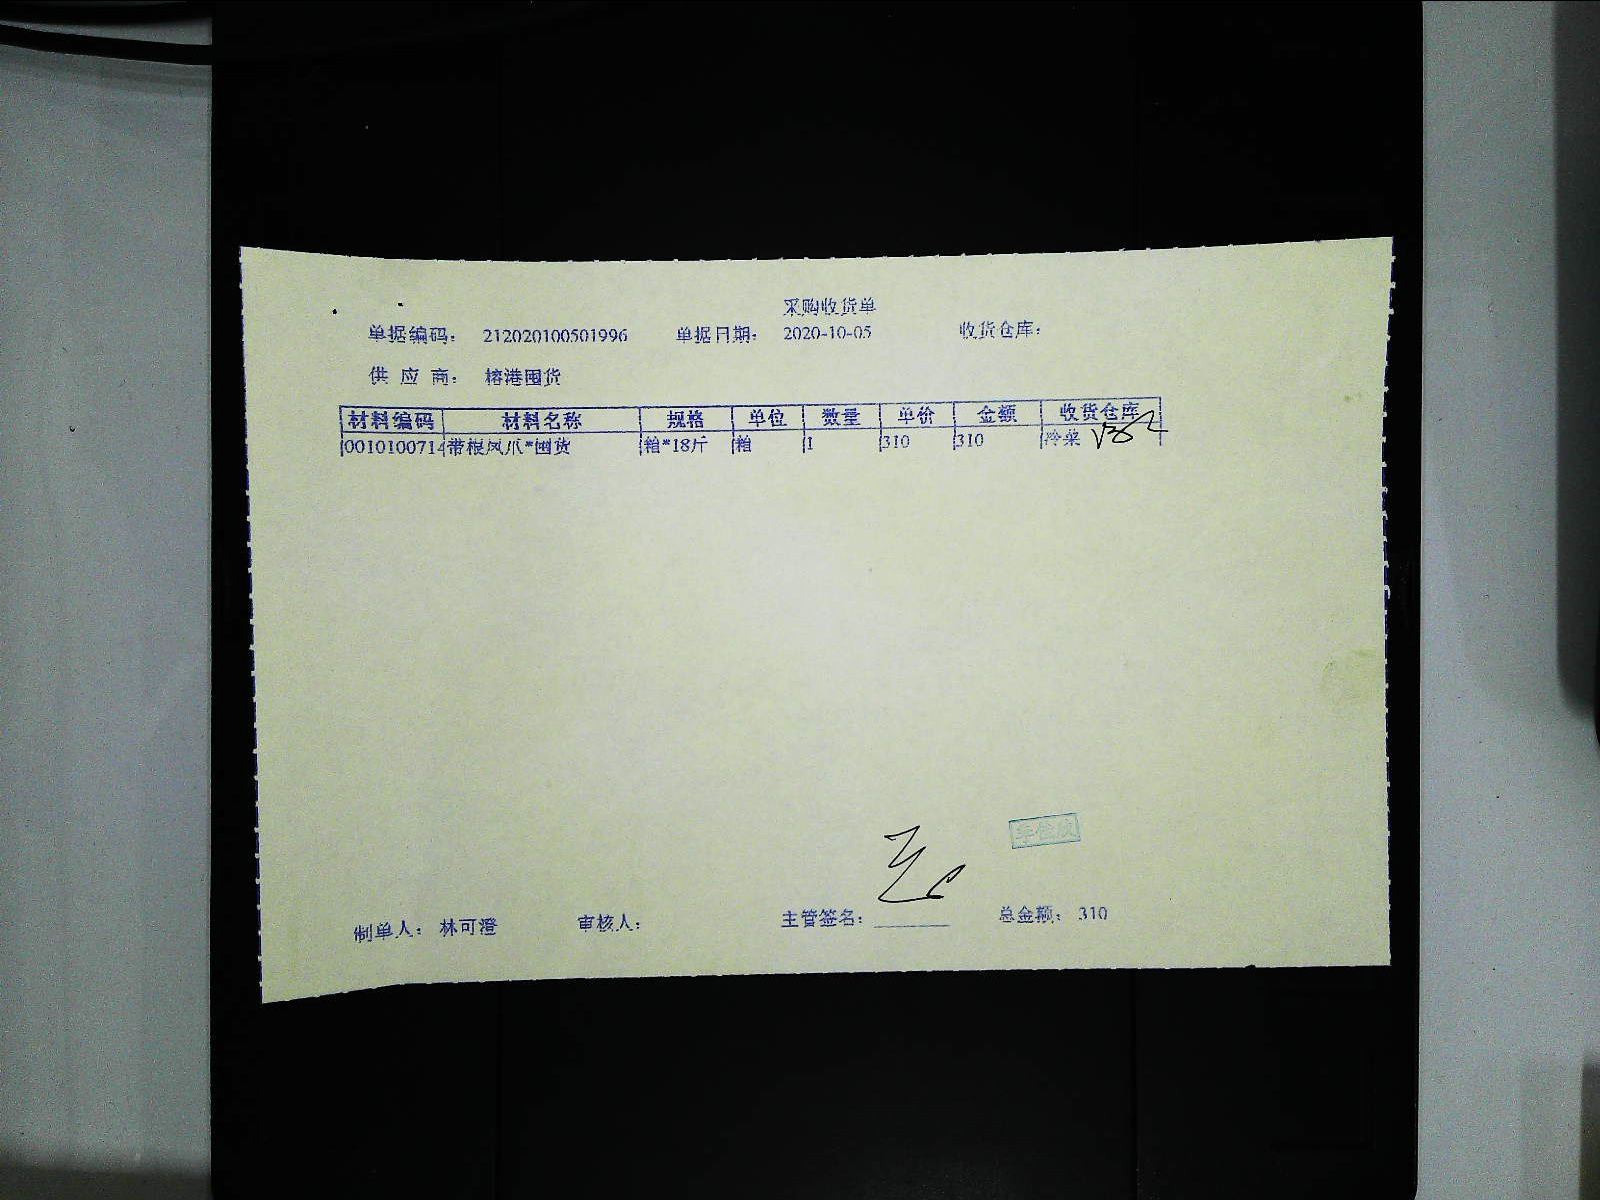 采购收货单
单据编码： 212020100501996 单据日期： 2020-10-05 收货仓库：
供 应 商： 榕港囤货
材料编码 材料名称 规格 单位 数量 单价 金额 收货仓库
0010100714 带根凤爪*囤货 箱*18斤 箱 1 310 310 冷菜
制单人： 林可澄 审核人： 主管签名： 总金额： 310